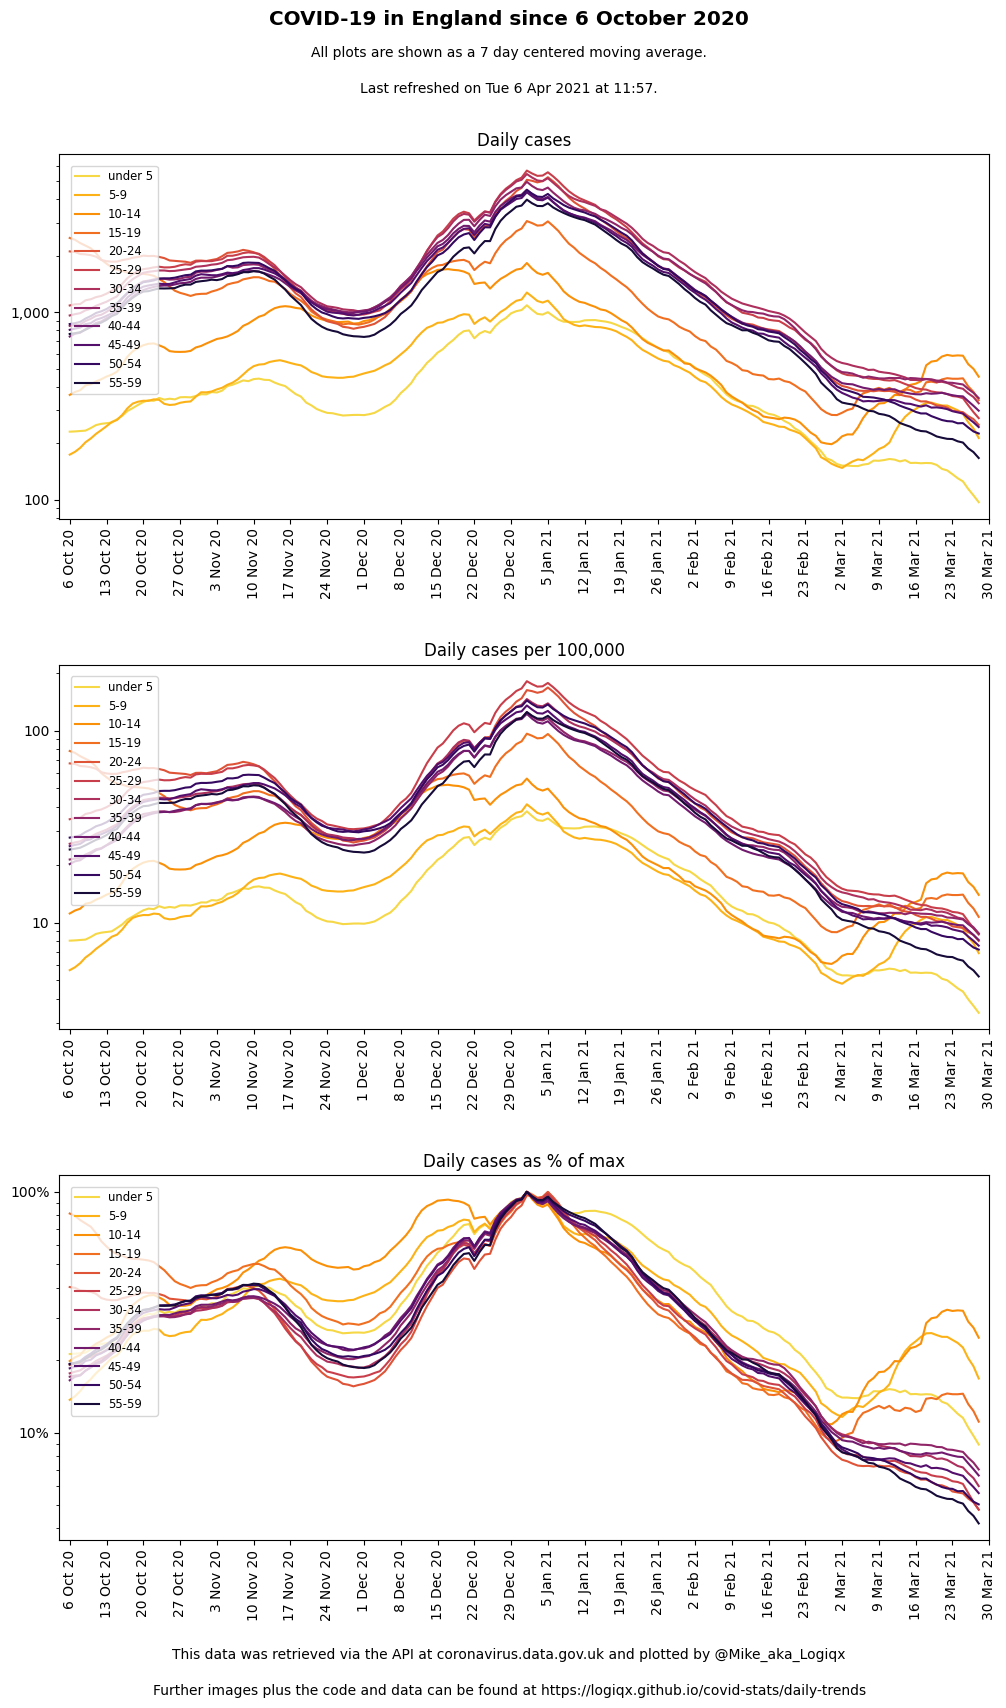 COVID-19 in England since 6 October 2020
All plots are shown as a 7 day centered moving average.
Last refreshed on Tue 6 Apr 2021 at 11:57.
Daily cases
under 5
5-9
10-14
15-19
20-24
25-29
30-34
35-39
40-44
45-49
50-54
55-59
1,000
100
6 Oct 20
13 Oct 20
20 Oct 20
27 Oct 20
3 Nov 20
10 Nov 20
17 Nov 20
24 Nov 20
1 Dec 20
8 Dec 20
15 Dec 20
22 Dec 20
29 Dec 20
5 Jan 21
12 Jan 21
19 Jan 21
26 Jan 21
2 Feb 21
9 Feb 21
16 Feb 21
23 Feb 21
2 Mar 21
9 Mar 21
16 Mar 21
23 Mar 21
30 Mar 21
Daily cases per 100,000
under 5
5-9
10-14
15-19
20-24
25-29
30-34
35-39
40-44
45-49
50-54
55-59
100
10
6 Oct 20
13 Oct 20
20 Oct 20
27 Oct 20
3 Nov 20
10 Nov 20
17 Nov 20
24 Nov 20
1 Dec 20
8 Dec 20
15 Dec 20
22 Dec 20
29 Dec 20
5 Jan 21
12 Jan 21
19 Jan 21
26 Jan 21
2 Feb 21
9 Feb 21
16 Feb 21
23 Feb 21
2 Mar 21
9 Mar 21
16 Mar 21
23 Mar 21
30 Mar 21
Daily cases as % of max
100%
under 5
5-9
10-14
15-19
20-24
25-29
30-34
35-39
40-44
45-49
50-54
55-59
10%
6 Oct 20
13 Oct 20
20 Oct 20
27 Oct 20
3 Nov 20
10 Nov 20
17 Nov 20
24 Nov 20
1 Dec 20
8 Dec 20
15 Dec 20
22 Dec 20
29 Dec 20
5 Jan 21
12 Jan 21
19 Jan 21
26 Jan 21
2 Feb 21
9 Feb 21
16 Feb 21
23 Feb 21
2 Mar 21
9 Mar 21
16 Mar 21
23 Mar 21
30 Mar 21
This data was retrieved via the API at coronavirus.data.gov.uk and plotted by @Mike_aka_Logiqx
Further images plus the code and data can be found at https://logiqx.github.io/covid-stats/daily-trends